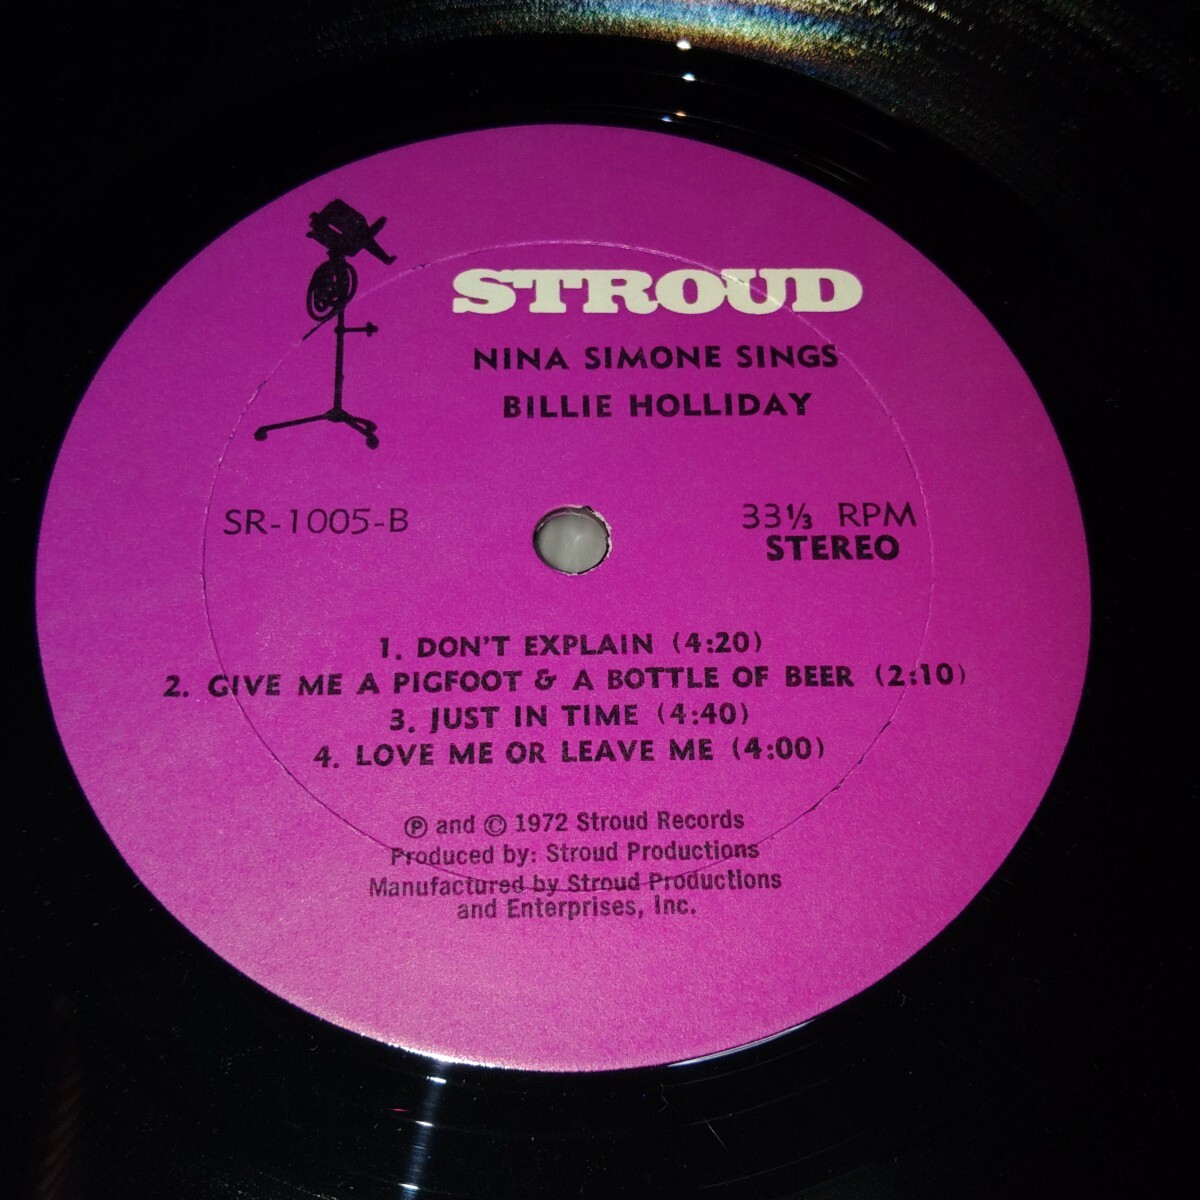 STROUD
NINA SIMONE SINGS
BILLIE HOLLIDAY
SR-1005-B
33⅓ RPM
STEREO
1. DON'T EXPLAIN (4:20)
2. GIVE ME A PIGFOOT & A BOTTLE OF BEER (2:10)
3. JUST IN TIME (4:40)
4. LOVE ME OR LEAVE ME (4:00)
℗ and © 1972 Stroud Records
Produced by: Stroud Productions
Manufactured by Stroud Productions
and Enterprises, Inc.